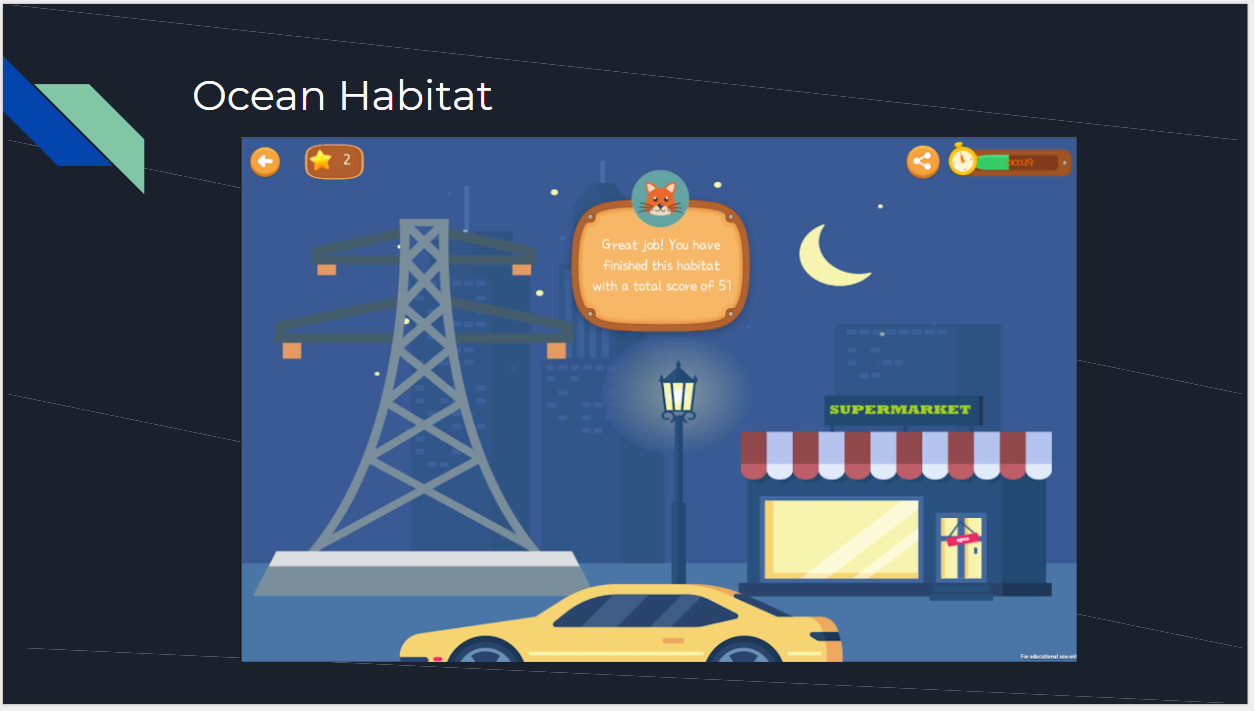 Ocean Habitat
2
00:19
Great job! You have
finished this habitat
with a total score of 51
SUPERMARKET
open
For educational use onl